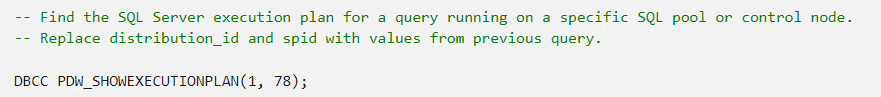 -- Find the SQL Server execution plan for a query running on a specific SQL pool or control node.
-- Replace distribution_id and spid with values from previous query.
DBCC PDW_SHOWEXECUTIONPLAN(1, 78);